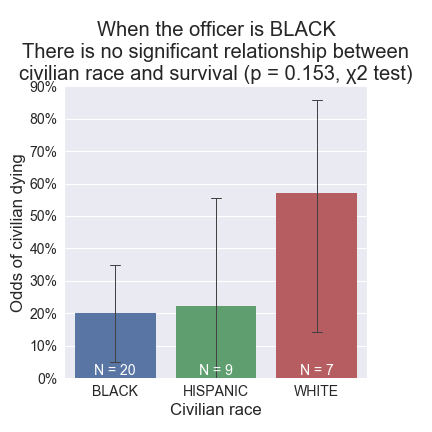 When the officer is BLACK
There is no significant relationship between
civilian race and survival (p = 0.153, χ2 test)
90%
80%
70%
60%
50%
40%
30%
20%
10%
0%
Odds of civilian dying
N = 20
N = 9
N = 7
BLACK
HISPANIC
WHITE
Civilian race